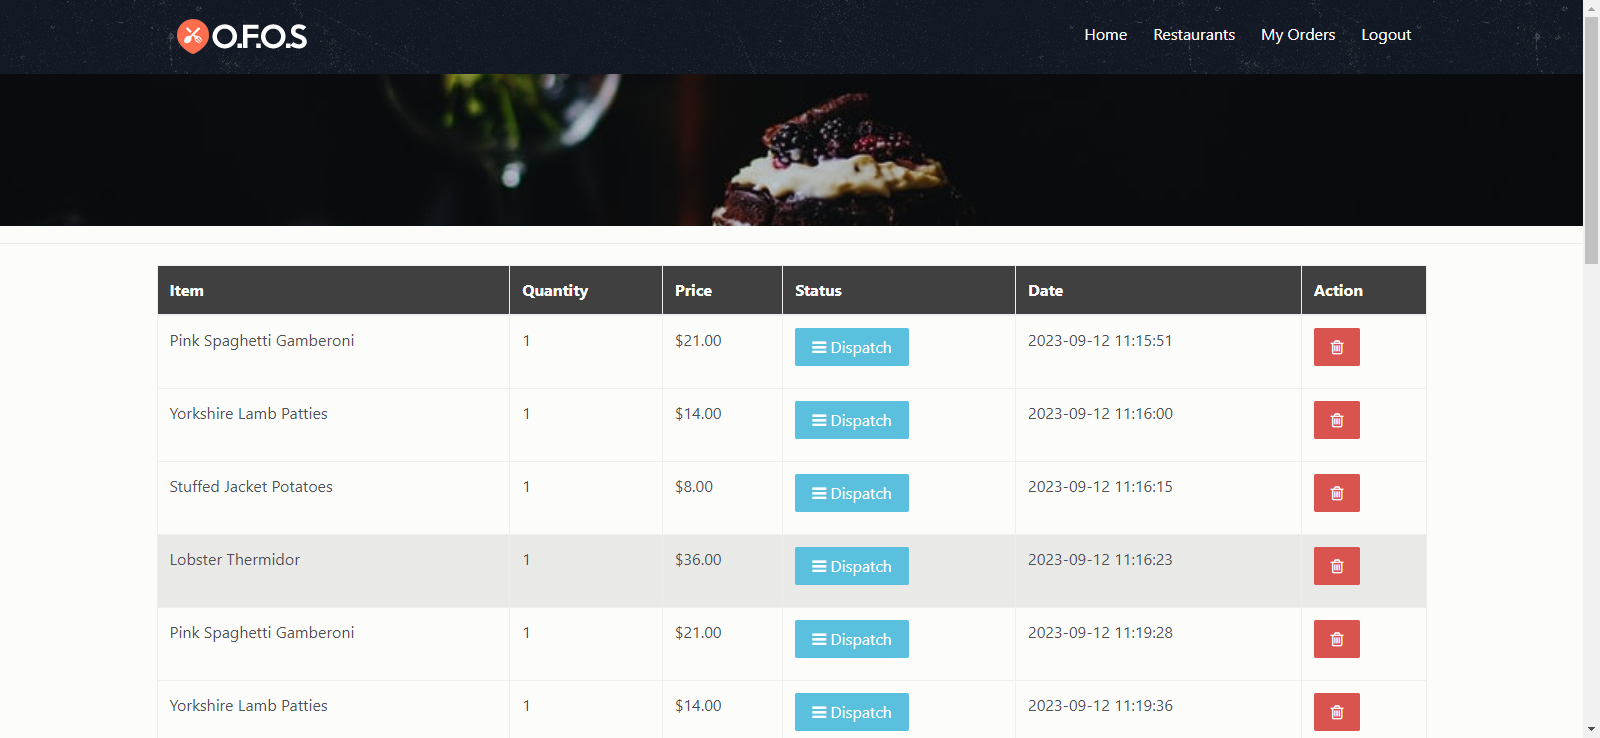 O.F.O.S
Home Restaurants My Orders Logout
Item Quantity Price Status Date Action
Pink Spaghetti Gamberoni 1 $21.00 Dispatch 2023-09-12 11:15:51
Yorkshire Lamb Patties 1 $14.00 Dispatch 2023-09-12 11:16:00
Stuffed Jacket Potatoes 1 $8.00 Dispatch 2023-09-12 11:16:15
Lobster Thermidor 1 $36.00 Dispatch 2023-09-12 11:16:23
Pink Spaghetti Gamberoni 1 $21.00 Dispatch 2023-09-12 11:19:28
Yorkshire Lamb Patties 1 $14.00 Dispatch 2023-09-12 11:19:36